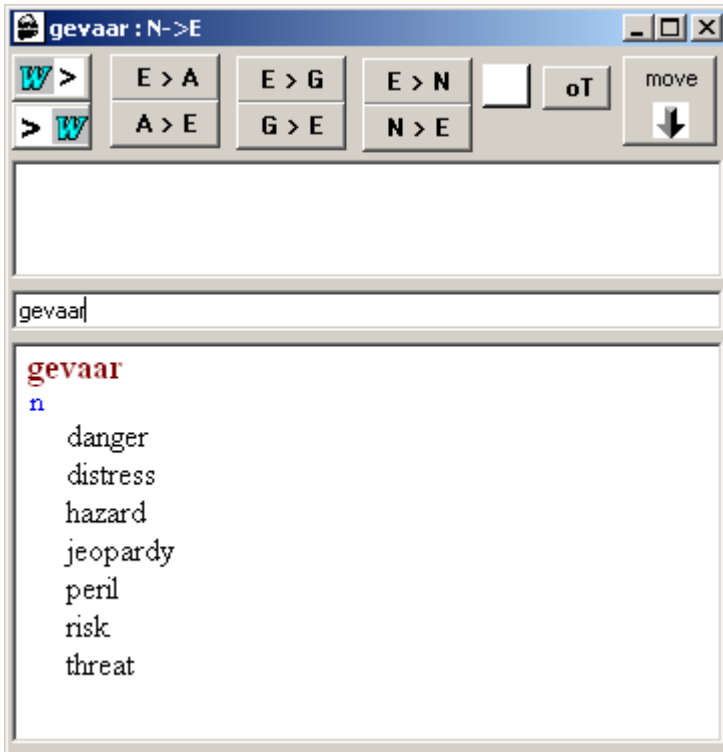 gevaar : N->E
W >
E > A
E > G
E > N
oT
move
> W
A > E
G > E
N > E
gevaar
gevaar
n
danger
distress
hazard
jeopardy
peril
risk
threat